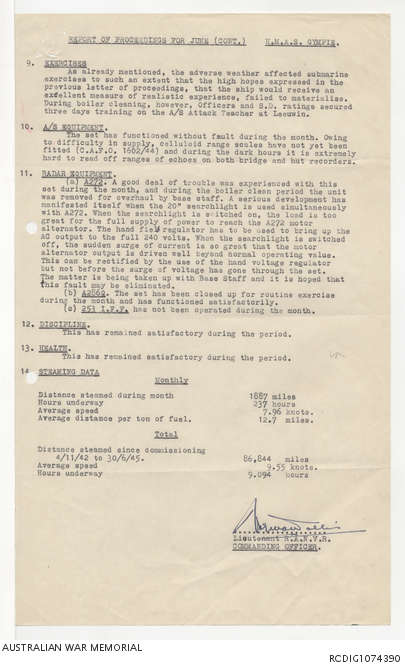 REPORT OF PROCEEDINGS FOR JUNE (CONT.) H.M.A.S. GYMPIE.
9. EXERCISES
As already mentioned, the adverse weather affected submarine
exercises to such an extent that the high hopes expressed in the
previous letter of proceedings, that the ship would receive an
excellent measure of realistic experience, failed to materialise.
During boiler cleaning, however, Officers and S.D. ratings secured
three days training on the A/S Attack Teacher at Leeuwin.
10. A/S EQUIPMENT.
The set has functioned without fault during the month. Owing
to difficulty in supply, celluloid range scales have not yet been
fitted (C.A.F.O. 1602/44) and during the dark hours it is extremely
hard to read off ranges of echoes on both bridge and hut recorders.
11. RADAR EQUIPMENT.
(a) A272. A good deal of trouble was experienced with this
set during the month, and during the boiler clean period the unit
was removed for overhaul by base staff. A serious development has
manifested itself when the 20" searchlight is used simultaneously
with A272. When the searchlight is switched on, the load is too
great for the full supply of power to reach the A272 motor
alternator. The hand field regulator has to be used to bring up the
AC output to the full 240 volts. When the searchlight is switched
off, the sudden surge of current is so great that the motor
alternator output is driven well beyond normal operating value.
This can be rectified by the use of the hand voltage regulator
but not before the surge of voltage has gone through the set.
The matter is being taken up with Base Staff and it is hoped that
this fault may be eliminated.
(b) The set has been closed up for routine exercise
during the month and has functioned satisfactorily.
(c) 253 I.F.F. has not been operated during the month.
12. DISCIPLINE.
This has remained satisfactory during the period.
13. HEALTH.
This has remained satisfactory during the period.
14 STEAMING DATA
Monthly
Distance steamed during month 1887 miles
Hours underway 237 hours
Average speed 7.96 knots.
Average distance per ton of fuel. 12.7 miles.
Total
Distance steamed since commissioning
4/11/42 to 30/6/45. 86,844 miles
Average speed 9.55 knots.
Hours underway 9,094 hours
Lieutenant R.A.N.V.R.
COMMANDING OFFICER.
AUSTRALIAN WAR MEMORIAL RCDIG1074390